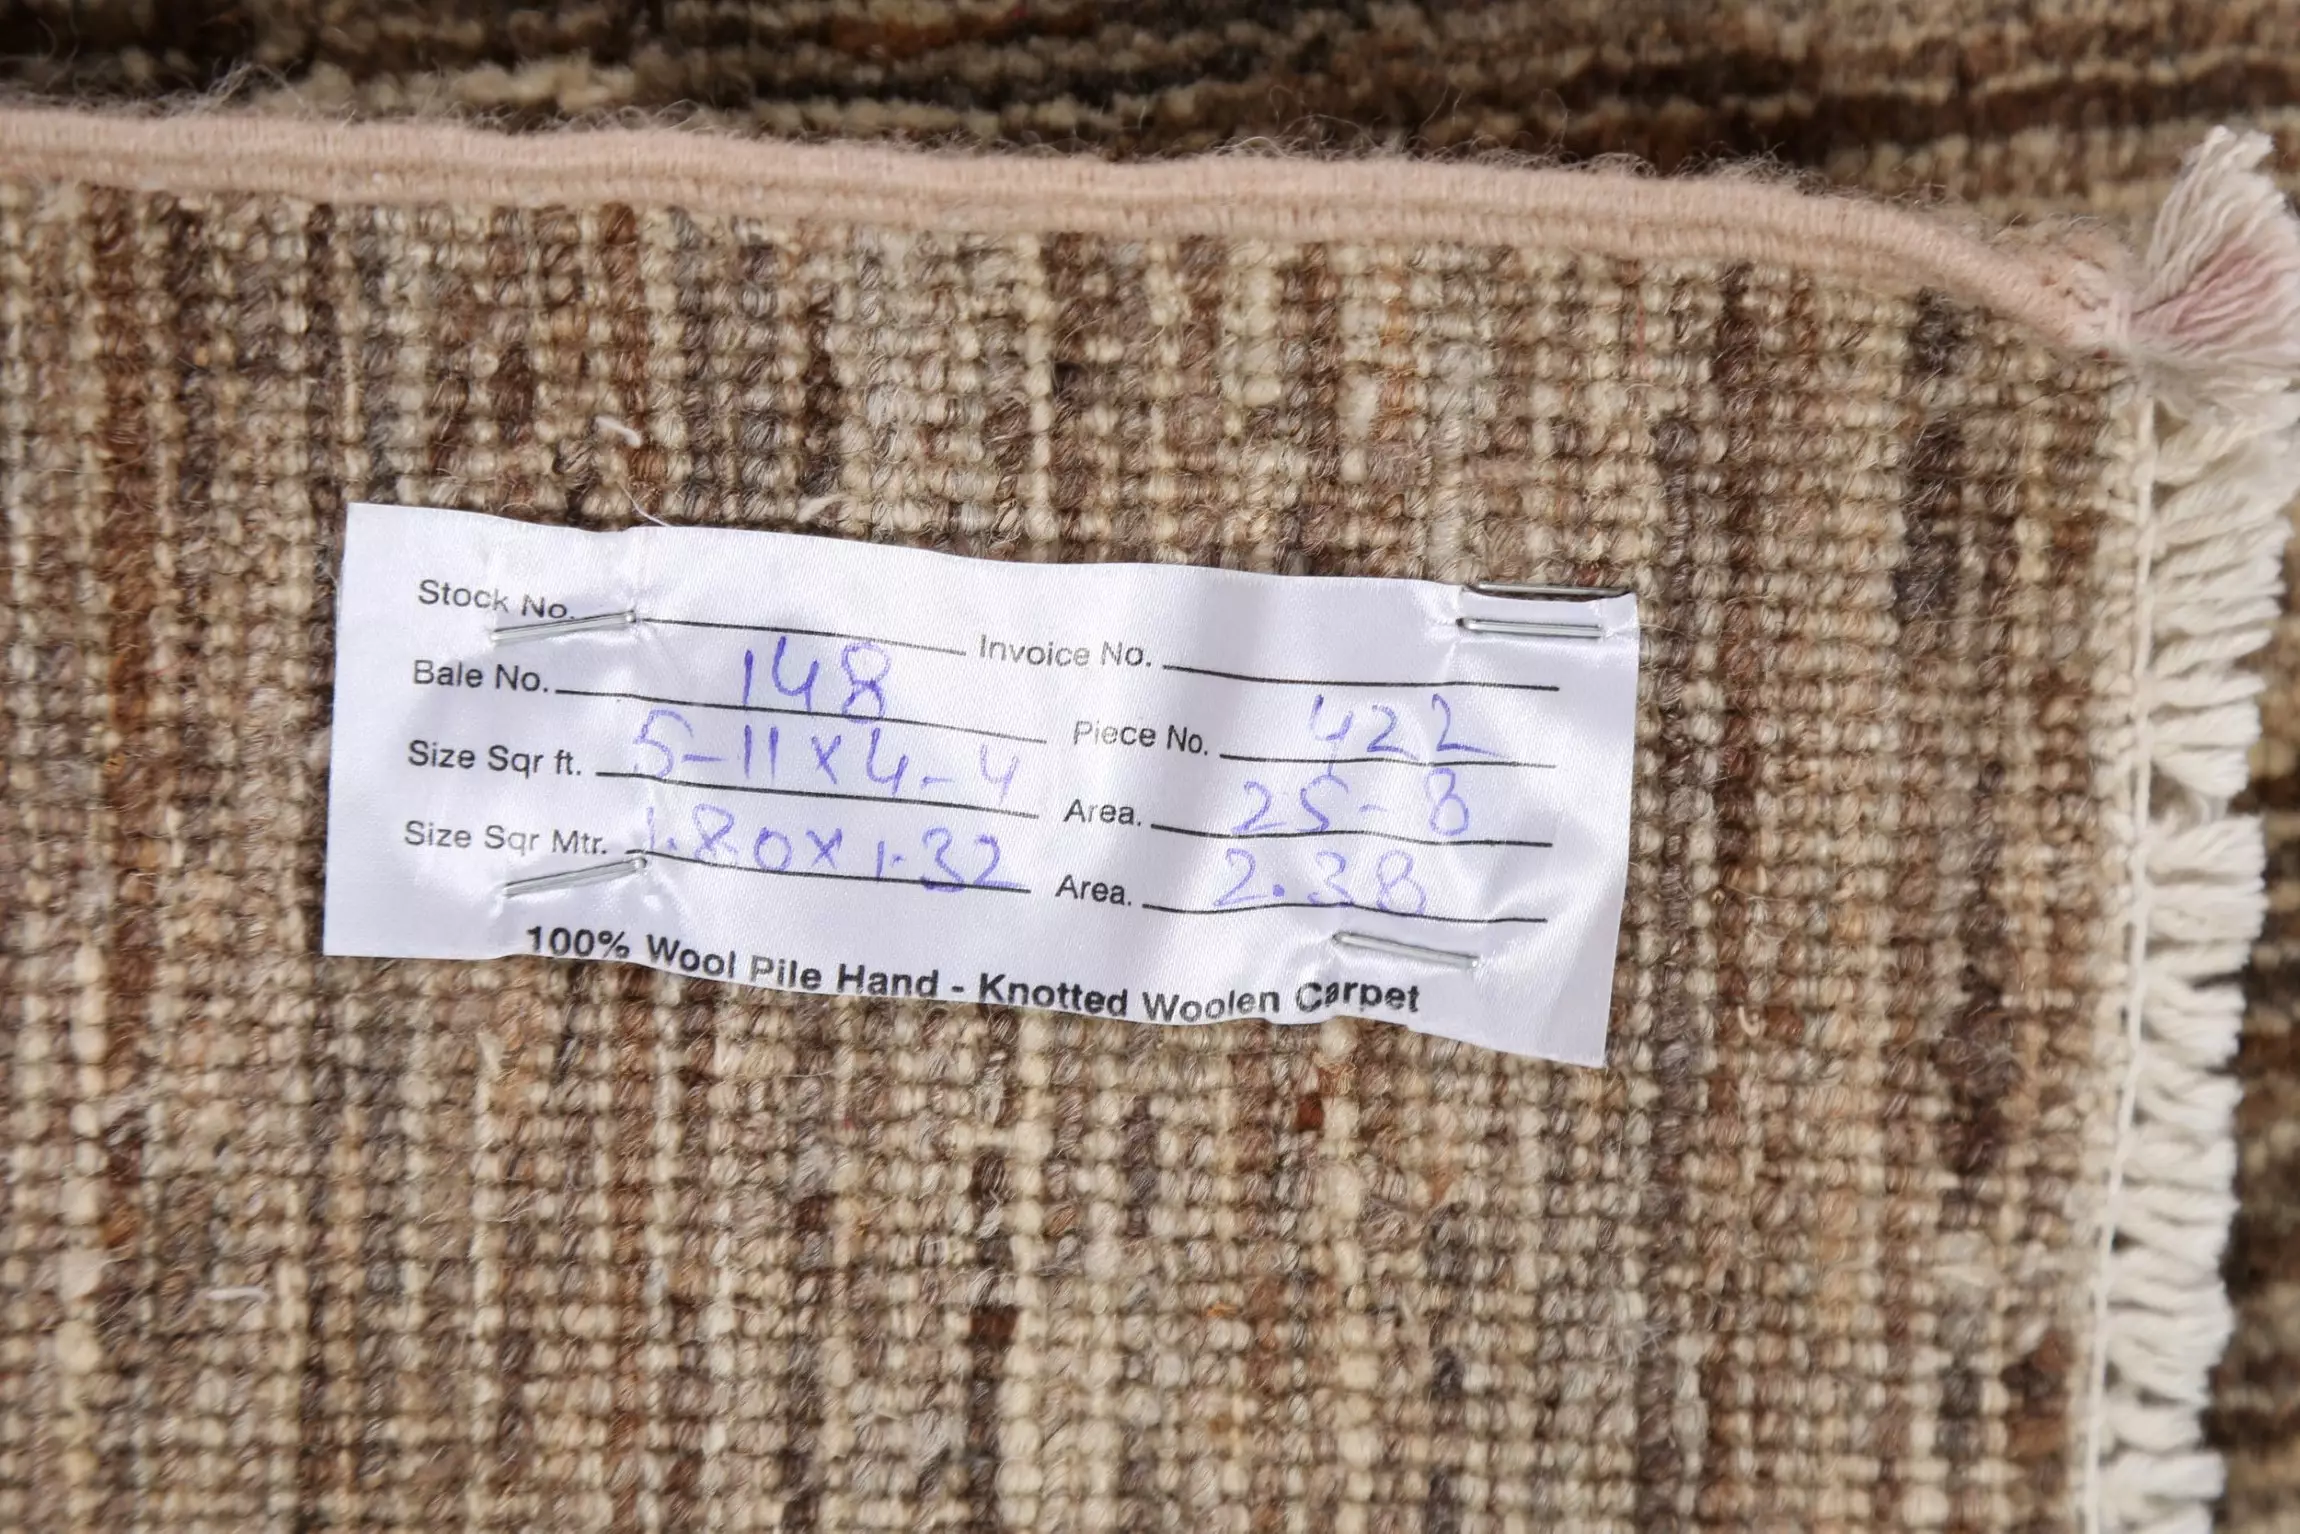 Stock No. Invoice No.
Bale No. 148 Piece No. 422
Size Sqr ft. 5-11 x 4-4 Area. 25-8
Size Sqr Mtr. 1.80 x 1.32 Area. 2.38
100% Wool Pile Hand - Knotted Woolen Carpet